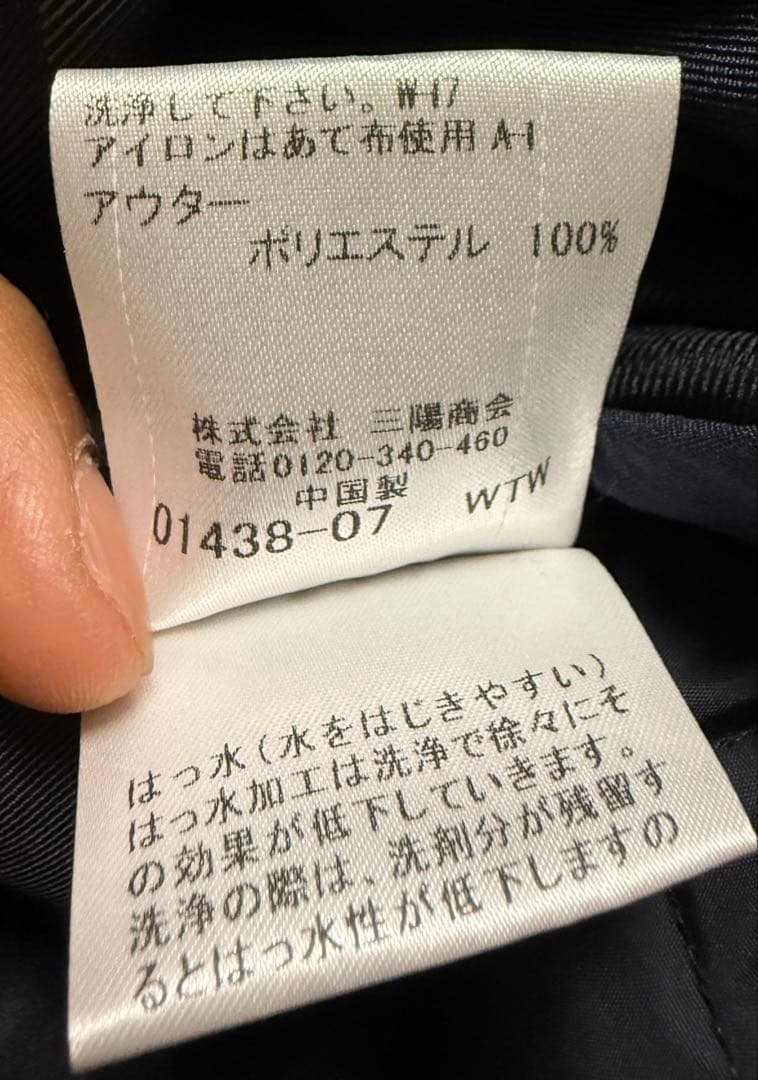 洗浄して下さい。W-17
アイロンはあて布使用 A-1
アウター
ポリエステル 100%
株式会社 三陽商会
電話0120-340-460
中国製
01438-07 WTW
はっ水(水をはじきやすい)
はっ水加工は洗浄で徐々にそ
の効果が低下していきます。
洗浄の際は、洗剤分が残留す
るとはっ水性が低下しますの